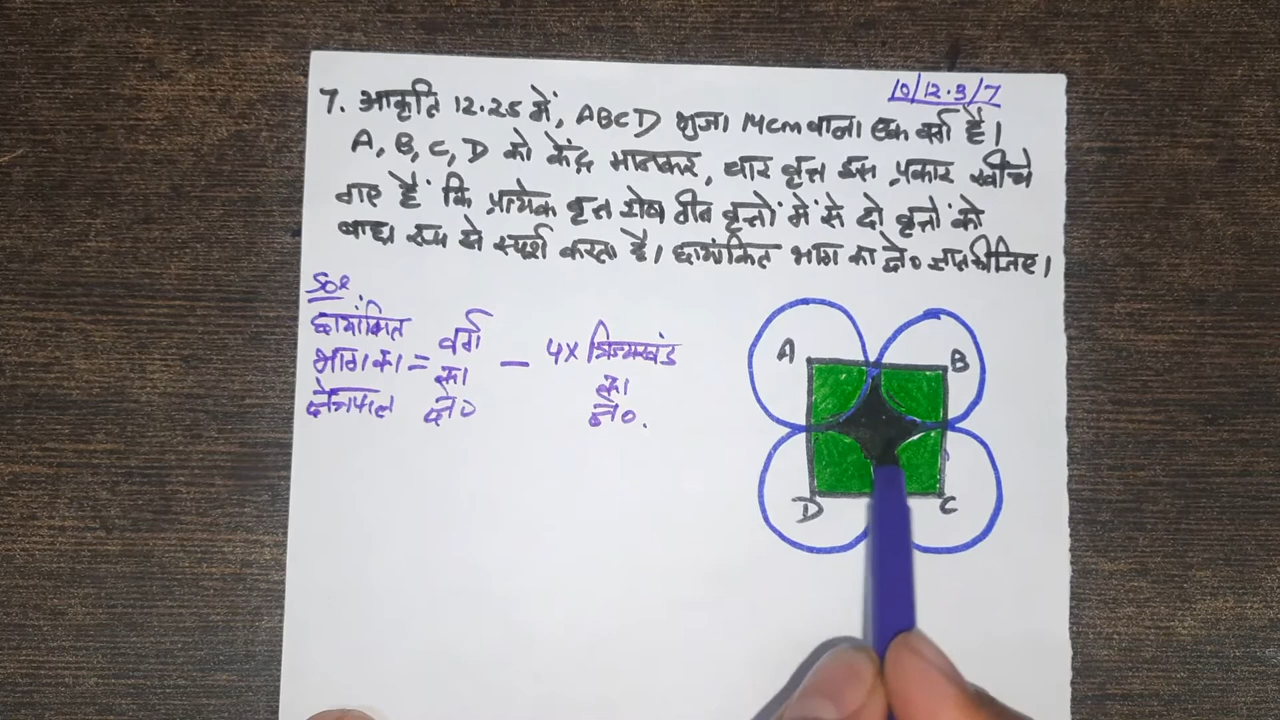 10/12.3/7
7. आकृति 12.25 में, ABCD भुजा 14cm वाला एक वर्ग है।
A, B, C, D को केंद्र मानकर, चार वृत्त इस प्रकार खींचे
गए हैं कि प्रत्येक वृत्त शेष तीन वृत्तों में से दो वृत्तों को
बाह्य रूप से स्पर्श करता है। छायांकित भाग का क्षे० ज्ञात कीजिए।
Sol:
छायांकित
भाग का = वर्ग का क्षे० - 4 × त्रिज्यखंड का क्षे०.
क्षेत्रफल
A
B
D
C